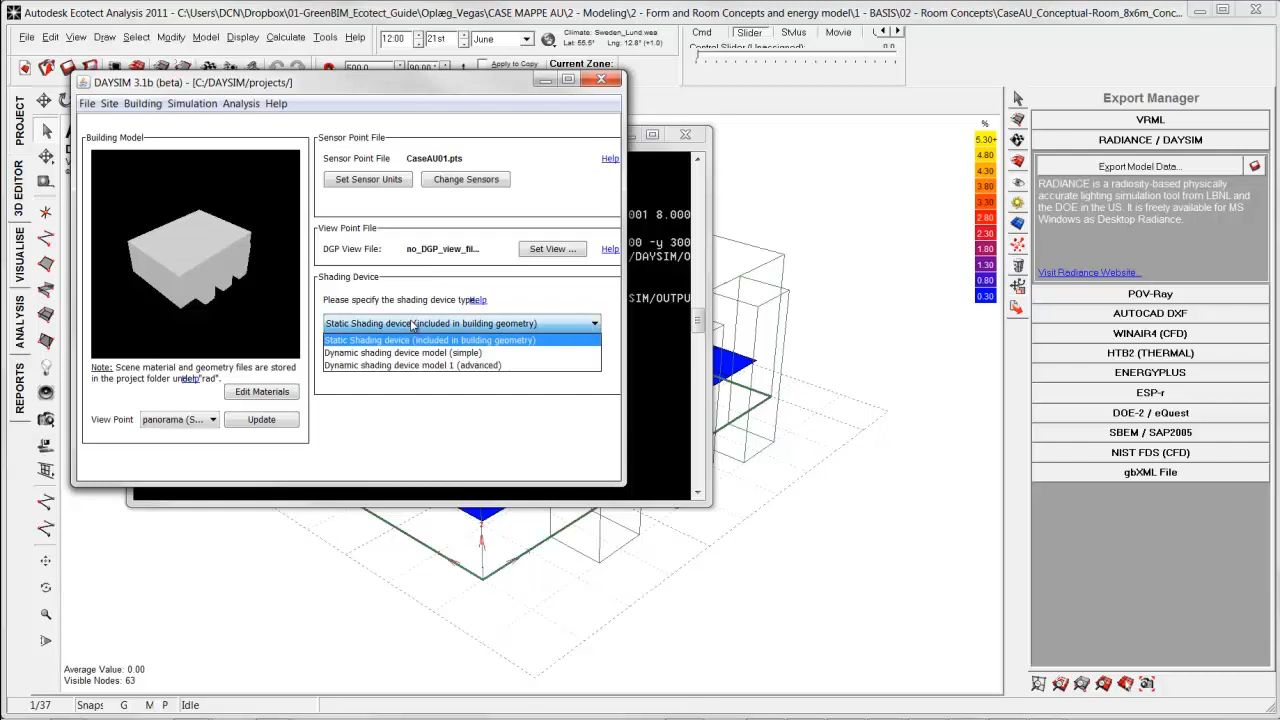 Autodesk Ecotect Analysis 2011 - C:\Users\DCN\Dropbox\01-GreenBIM_Ecotect_Guide\Oplæg_Vegas\CASE MAPPE AU\2 - Modeling\2 - Form and Room Concepts and energy model\1 - BASIS\02 - Room Concepts\CaseAU_Conceptual-Room_8x6m_Conc...
File Edit View Draw Select Modify Model Display Calculate Tools Help
12:00 21st June
Climate: Sweden_Lund.wea
Lat: 55.5° Lng: 12.8° (+1.0)
Cmd Slider Stylus Movie
Control Slider (Unassigned): 0.0
500.0 90.00
Apply to Copy
Current Zone:
PROJECT
3D EDITOR
VISUALISE
ANALYSIS
REPORTS
DAYSIM 3.1b (beta) - [C:/DAYSIM/projects/]
File Site Building Simulation Analysis Help
Building Model
Note: Scene material and geometry files are stored
in the project folder under "rad".
Help
Edit Materials
View Point panorama (S... Update
Sensor Point File
Sensor Point File CaseAU01.pts Help
Set Sensor Units Change Sensors
View Point File
DGP View File: no_DGP_view_fil... Set View ... Help
Shading Device
Please specify the shading device type Help
Static Shading device (included in building geometry)
Static Shading device (included in building geometry)
Dynamic shading device model (simple)
Dynamic shading device model 1 (advanced)
001 8.000
00 -y 300
/DAYSIM/O
SIM/OUTPU
%
5.30+
4.80
4.30
3.80
3.30
2.80
2.30
1.80
1.30
0.80
0.30
Export Manager
VRML
RADIANCE / DAYSIM
Export Model Data...
RADIANCE is a radiosity-based physically
accurate lighting simulation tool from LBNL and
the DOE in the US. It is freely available for MS
Windows as Desktop Radiance.
Visit Radiance Website...
POV-Ray
AUTOCAD DXF
WINAIR4 (CFD)
HTB2 (THERMAL)
ENERGYPLUS
ESP-r
DOE-2 / eQuest
SBEM / SAP2005
NIST FDS (CFD)
gbXML File
Average Value: 0.00
Visible Nodes: 63
1/37 Snaps G M P Idle